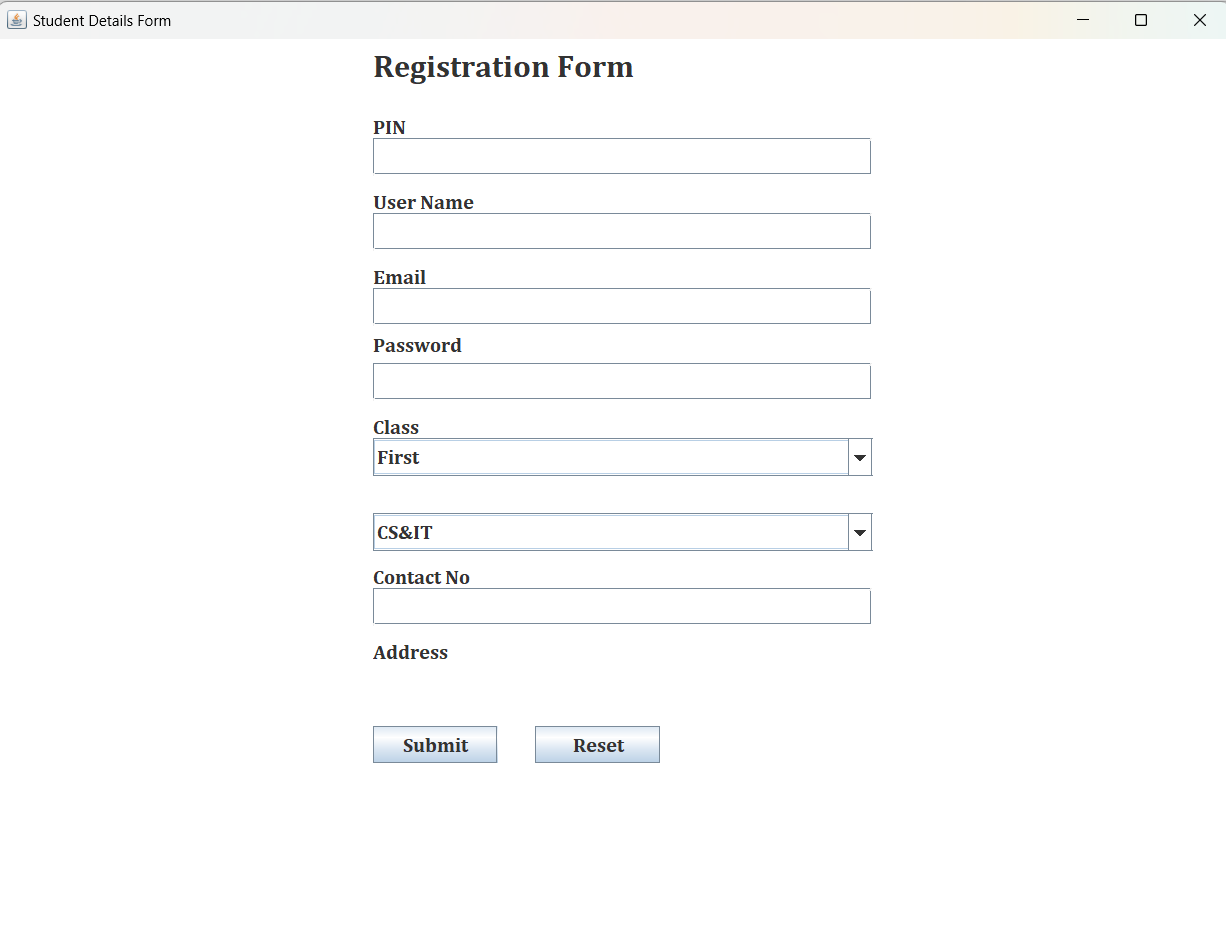 Student Details Form
Registration Form
PIN
User Name
Email
Password
Class
First
CS&IT
Contact No
Address
Submit Reset